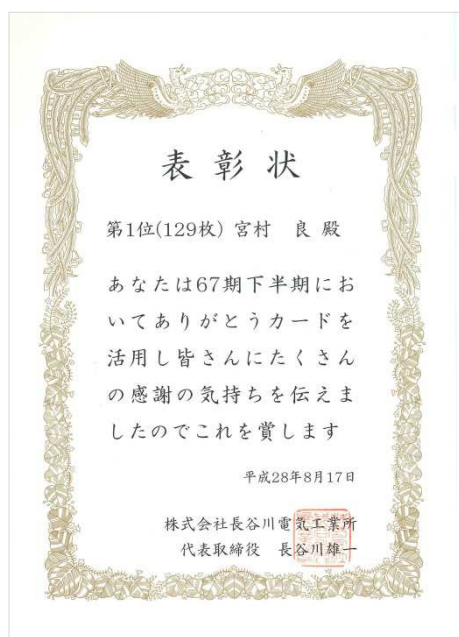 表彰状
第1位(129枚) 宮村 良 殿
あなたは67期下半期にお
いてありがとうカードを
活用し皆さんにたくさん
の感謝の気持ちを伝えま
したのでこれを賞します
平成28年8月17日
株式会社長谷川電気工業所
代表取締役 長谷川雄一